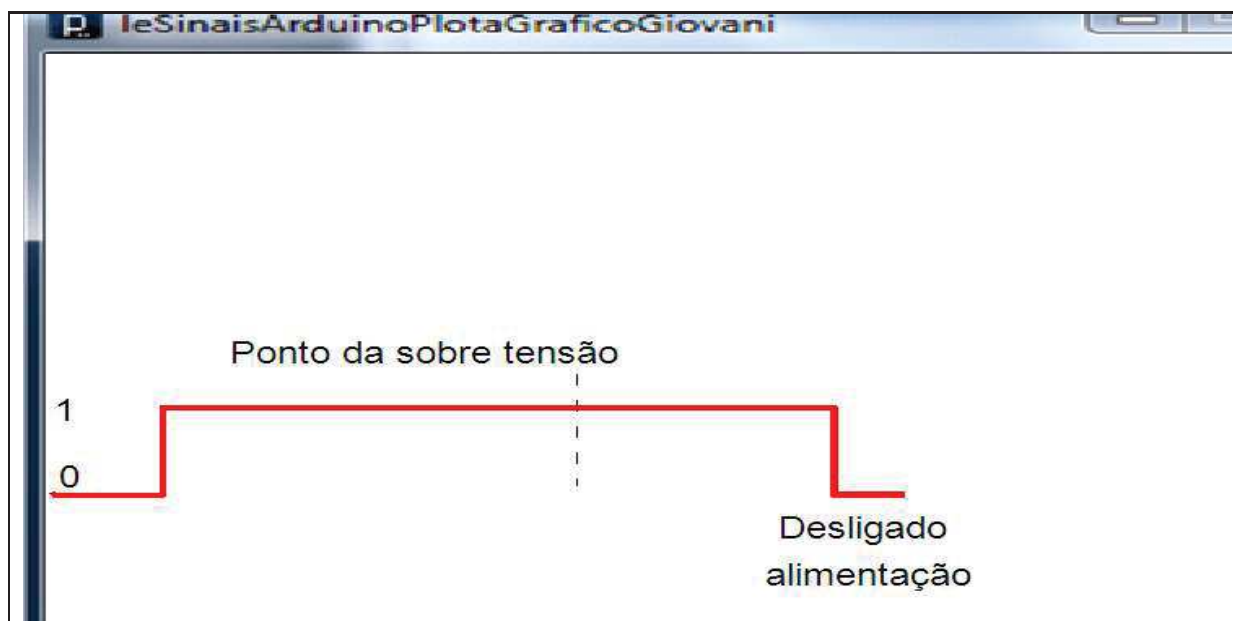 leSinaisArduinoPlotaGraficoGiovani
Ponto da sobre tensão
1
0
Desligado
alimentação